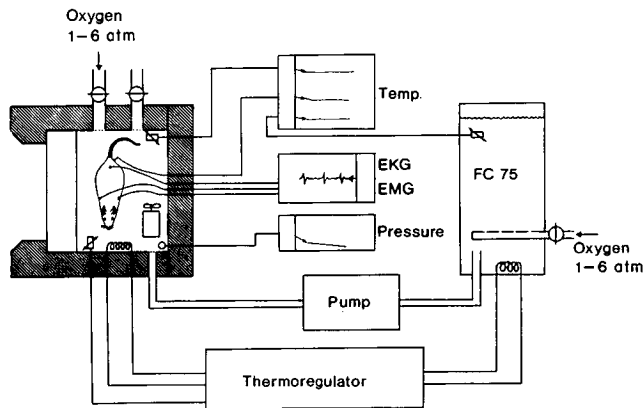 Oxygen
1–6 atm
Temp.
EKG
EMG
Pressure
FC 75
Oxygen
1–6 atm
Pump
Thermoregulator